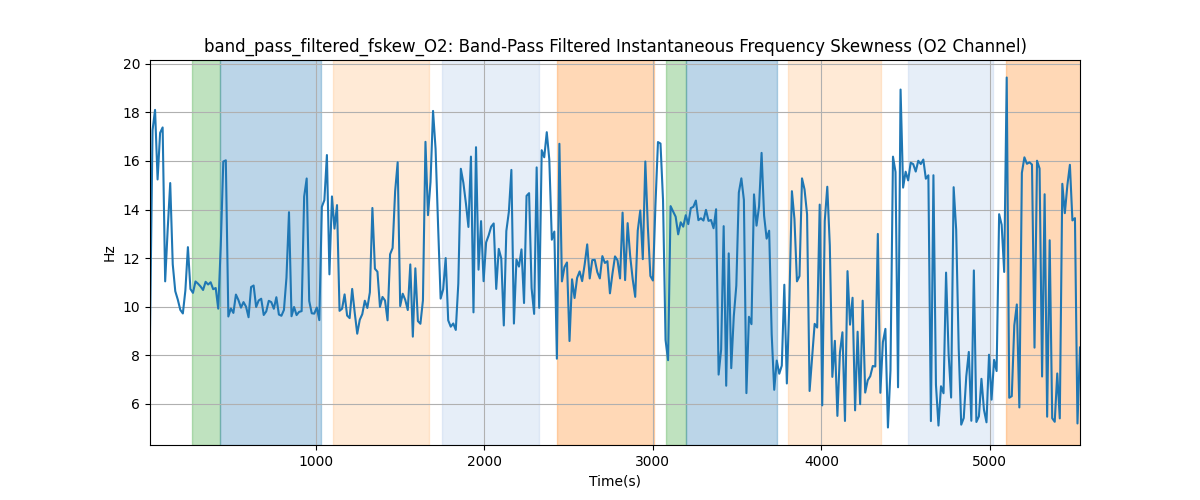 band_pass_filtered_fskew_O2: Band-Pass Filtered Instantaneous Frequency Skewness (O2 Channel)
20
18
16
14
12
10
8
6
Hz
1000 2000 3000 4000 5000
Time(s)